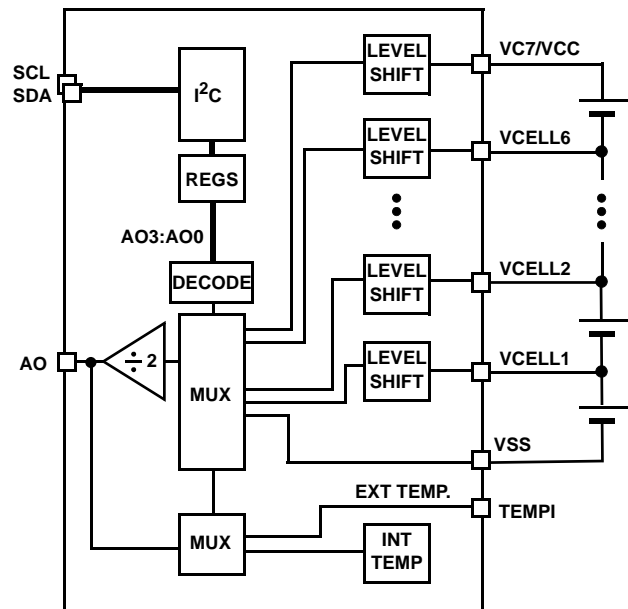 VC7/VCC
LEVEL
SHIFT
SCL
SDA
I²C
VCELL6
LEVEL
SHIFT
REGS
AO3:AO0
VCELL2
LEVEL
SHIFT
DECODE
AO
÷ 2
MUX
VCELL1
LEVEL
SHIFT
VSS
EXT TEMP.
TEMPI
MUX
INT
TEMP